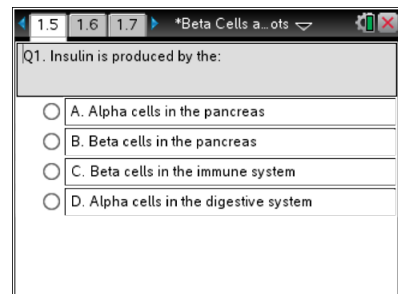 1.5 1.6 1.7 *Beta Cells a...ots
Q1. Insulin is produced by the:
A. Alpha cells in the pancreas
B. Beta cells in the pancreas
C. Beta cells in the immune system
D. Alpha cells in the digestive system